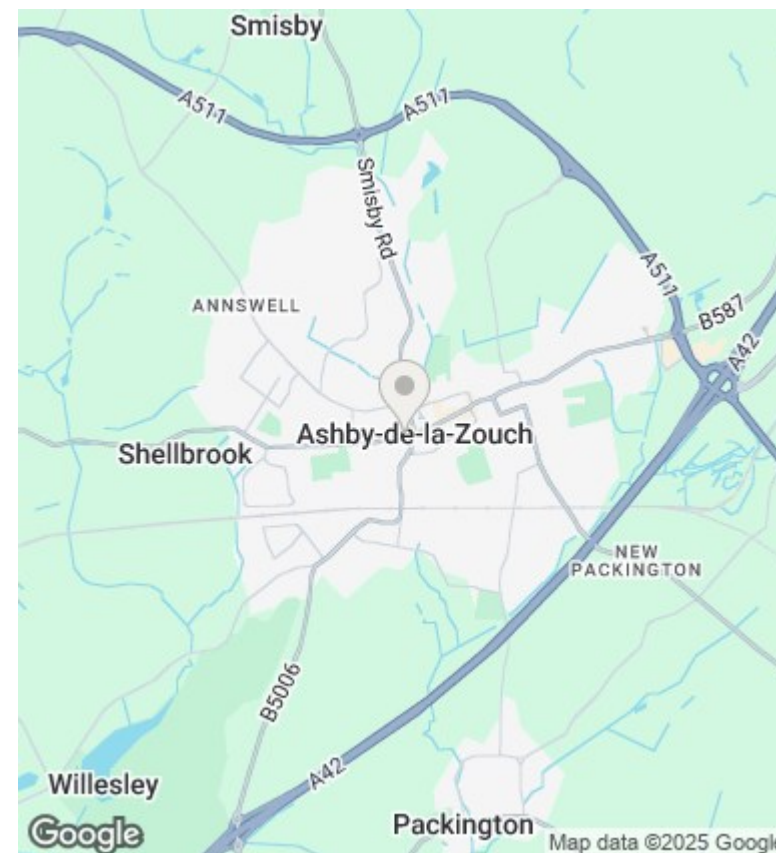 Smisby
A511
A511
Smisby Rd
ANNSWELL
A511
B587
A42
Ashby-de-la-Zouch
Shellbrook
NEW
PACKINGTON
B5006
A42
Willesley
Packington
Google
Map data ©2025 Google